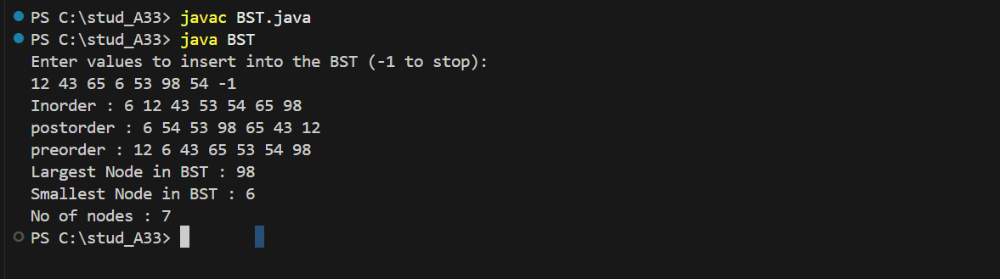 PS C:\stud_A33> javac BST.java
PS C:\stud_A33> java BST
Enter values to insert into the BST (-1 to stop):
12 43 65 6 53 98 54 -1
Inorder : 6 12 43 53 54 65 98
postorder : 6 54 53 98 65 43 12
preorder : 12 6 43 65 53 54 98
Largest Node in BST : 98
Smallest Node in BST : 6
No of nodes : 7
PS C:\stud_A33>